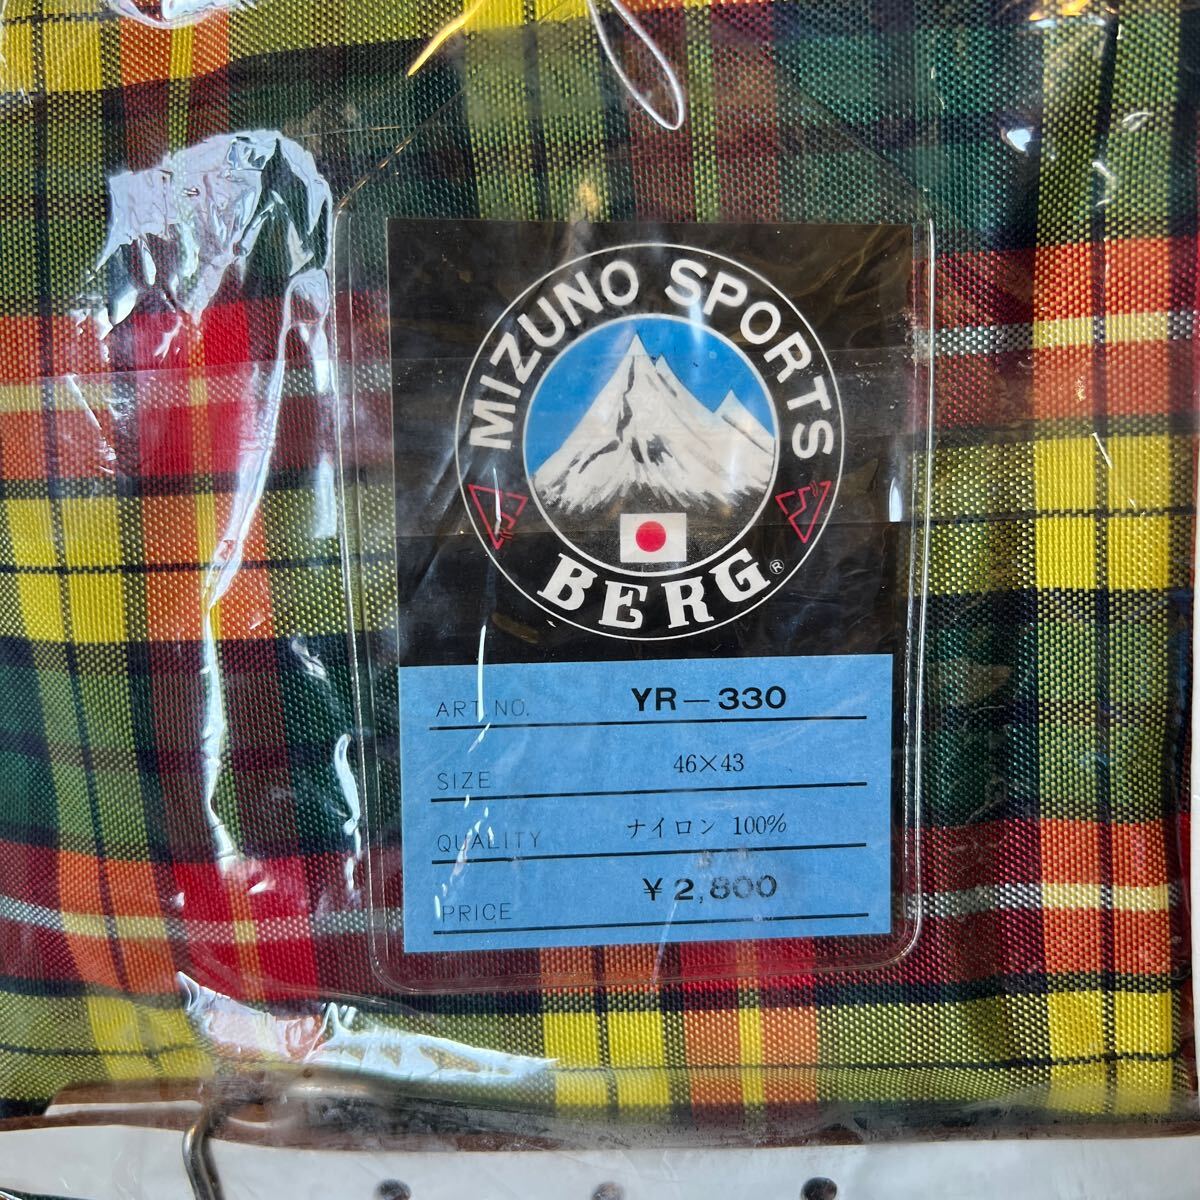 MIZUNO SPORTS
BERG®
ART NO. YR-330
SIZE 46×43
QUALITY ナイロン 100%
PRICE ¥2,800